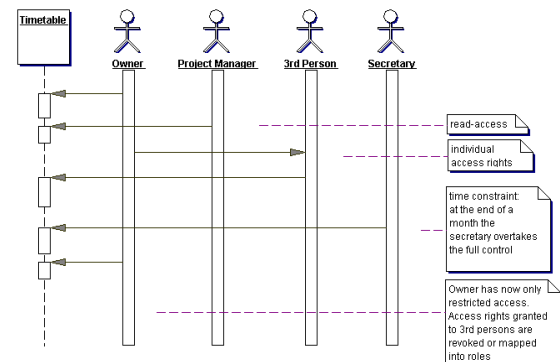 Timetable
Owner
Project Manager
3rd Person
Secretary
read-access
individual
access rights
time constraint:
at the end of a
month the
secretary overtakes
the full control
Owner has now only
restricted access.
Access rights granted
to 3rd persons are
revoked or mapped
into roles